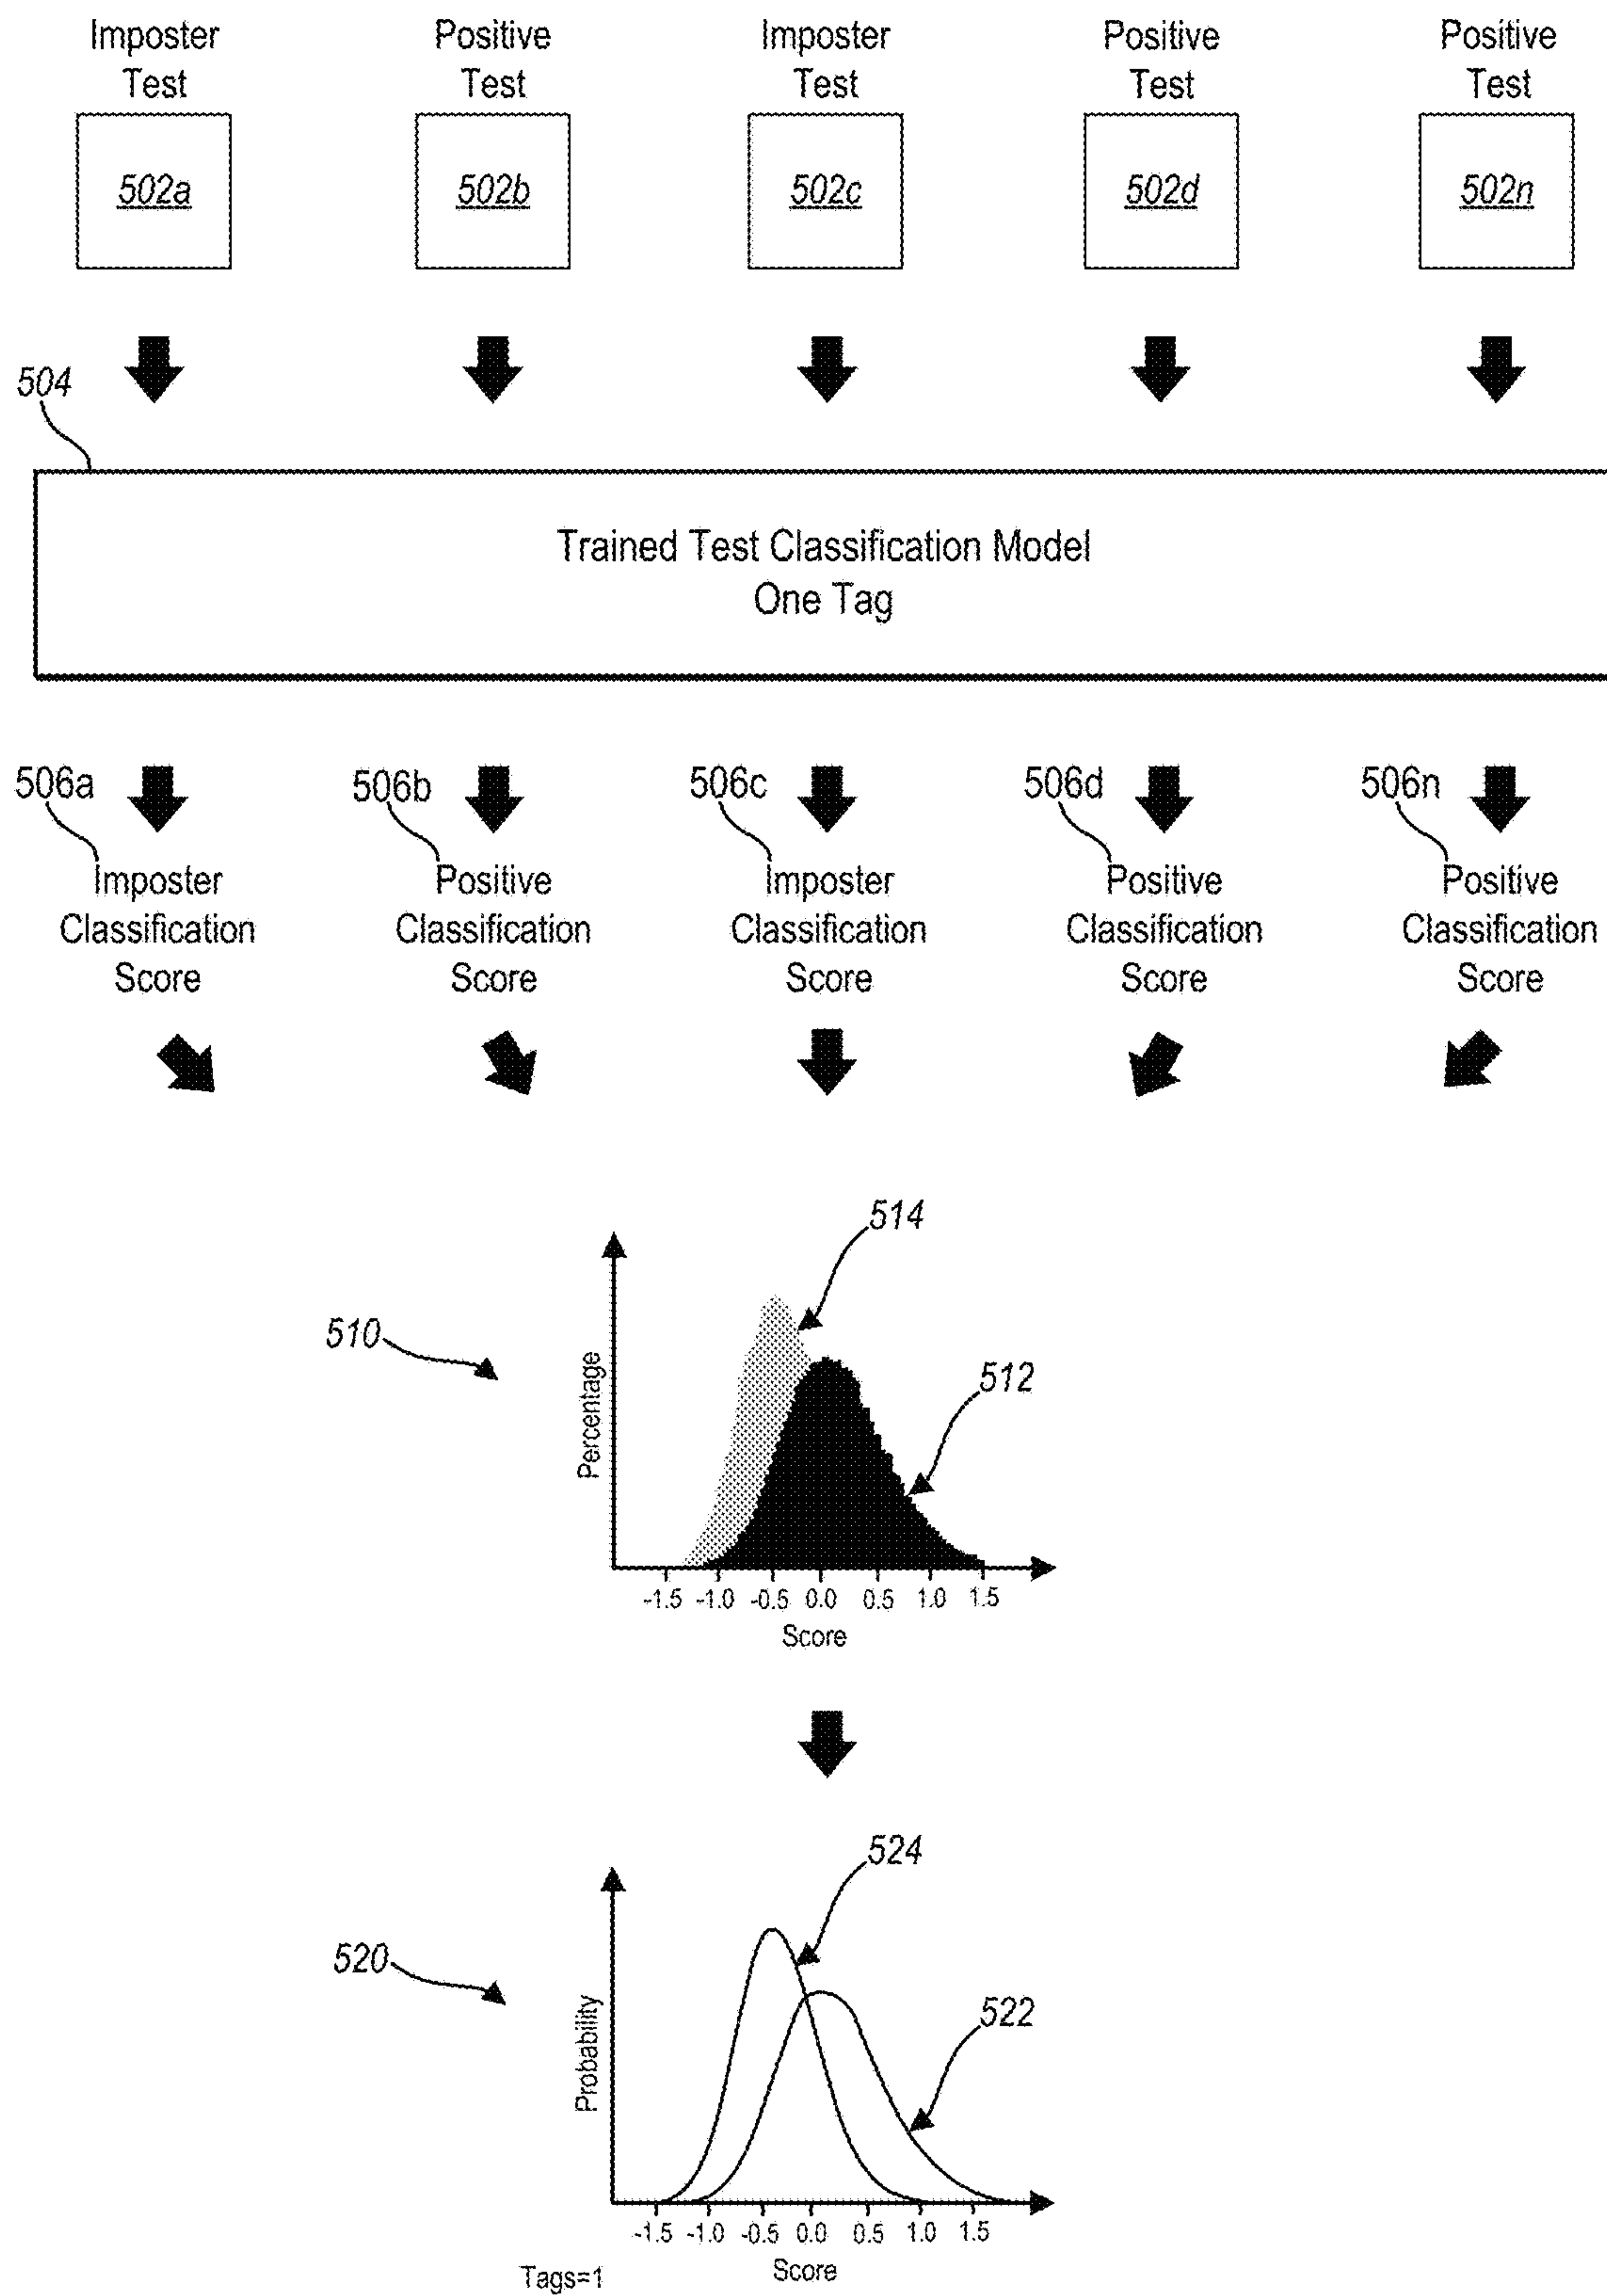 Imposter Test
Positive Test
Imposter Test
Positive Test
Positive Test
502a
502b
502c
502d
502n
504
Trained Test Classification Model
One Tag
506a
506b
506c
506d
506n
Imposter
Classification
Score
Positive
Classification
Score
Imposter
Classification
Score
Positive
Classification
Score
Positive
Classification
Score
514
510
512
Percentage
-1.5 -1.0 -0.5 0.0 0.5 1.0 1.5
Score
524
520
522
Probability
-1.5 -1.0 -0.5 0.0 0.5 1.0 1.5
Score
Tags=1